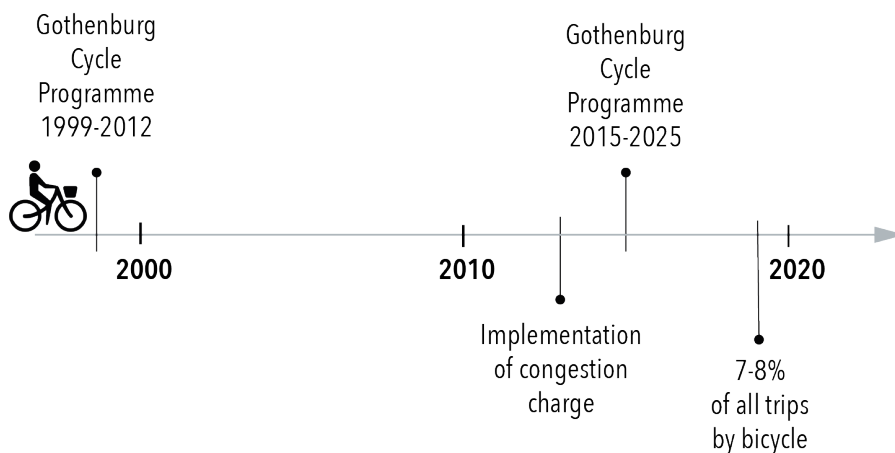 Gothenburg
Cycle
Programme
1999-2012
Gothenburg
Cycle
Programme
2015-2025
2000
2010
2020
Implementation
of congestion
charge
7-8%
of all trips
by bicycle